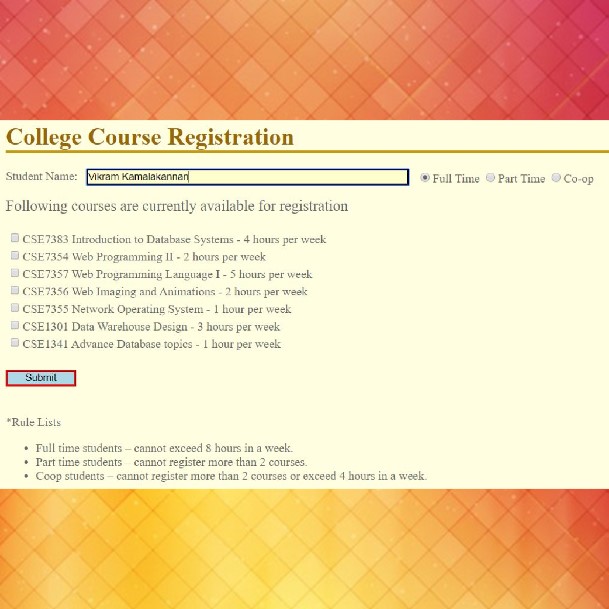 College Course Registration
Student Name: Vikram Kamalakannan Full Time Part Time Co-op
Following courses are currently available for registration
CSE7383 Introduction to Database Systems - 4 hours per week
CSE7354 Web Programming II - 2 hours per week
CSE7357 Web Programming Language I - 5 hours per week
CSE7356 Web Imaging and Animations - 2 hours per week
CSE7355 Network Operating System - 1 hour per week
CSE1301 Data Warehouse Design - 3 hours per week
CSE1341 Advance Database topics - 1 hour per week
Submit
*Rule Lists
• Full time students – cannot exceed 8 hours in a week.
• Part time students – cannot register more than 2 courses.
• Coop students – cannot register more than 2 courses or exceed 4 hours in a week.